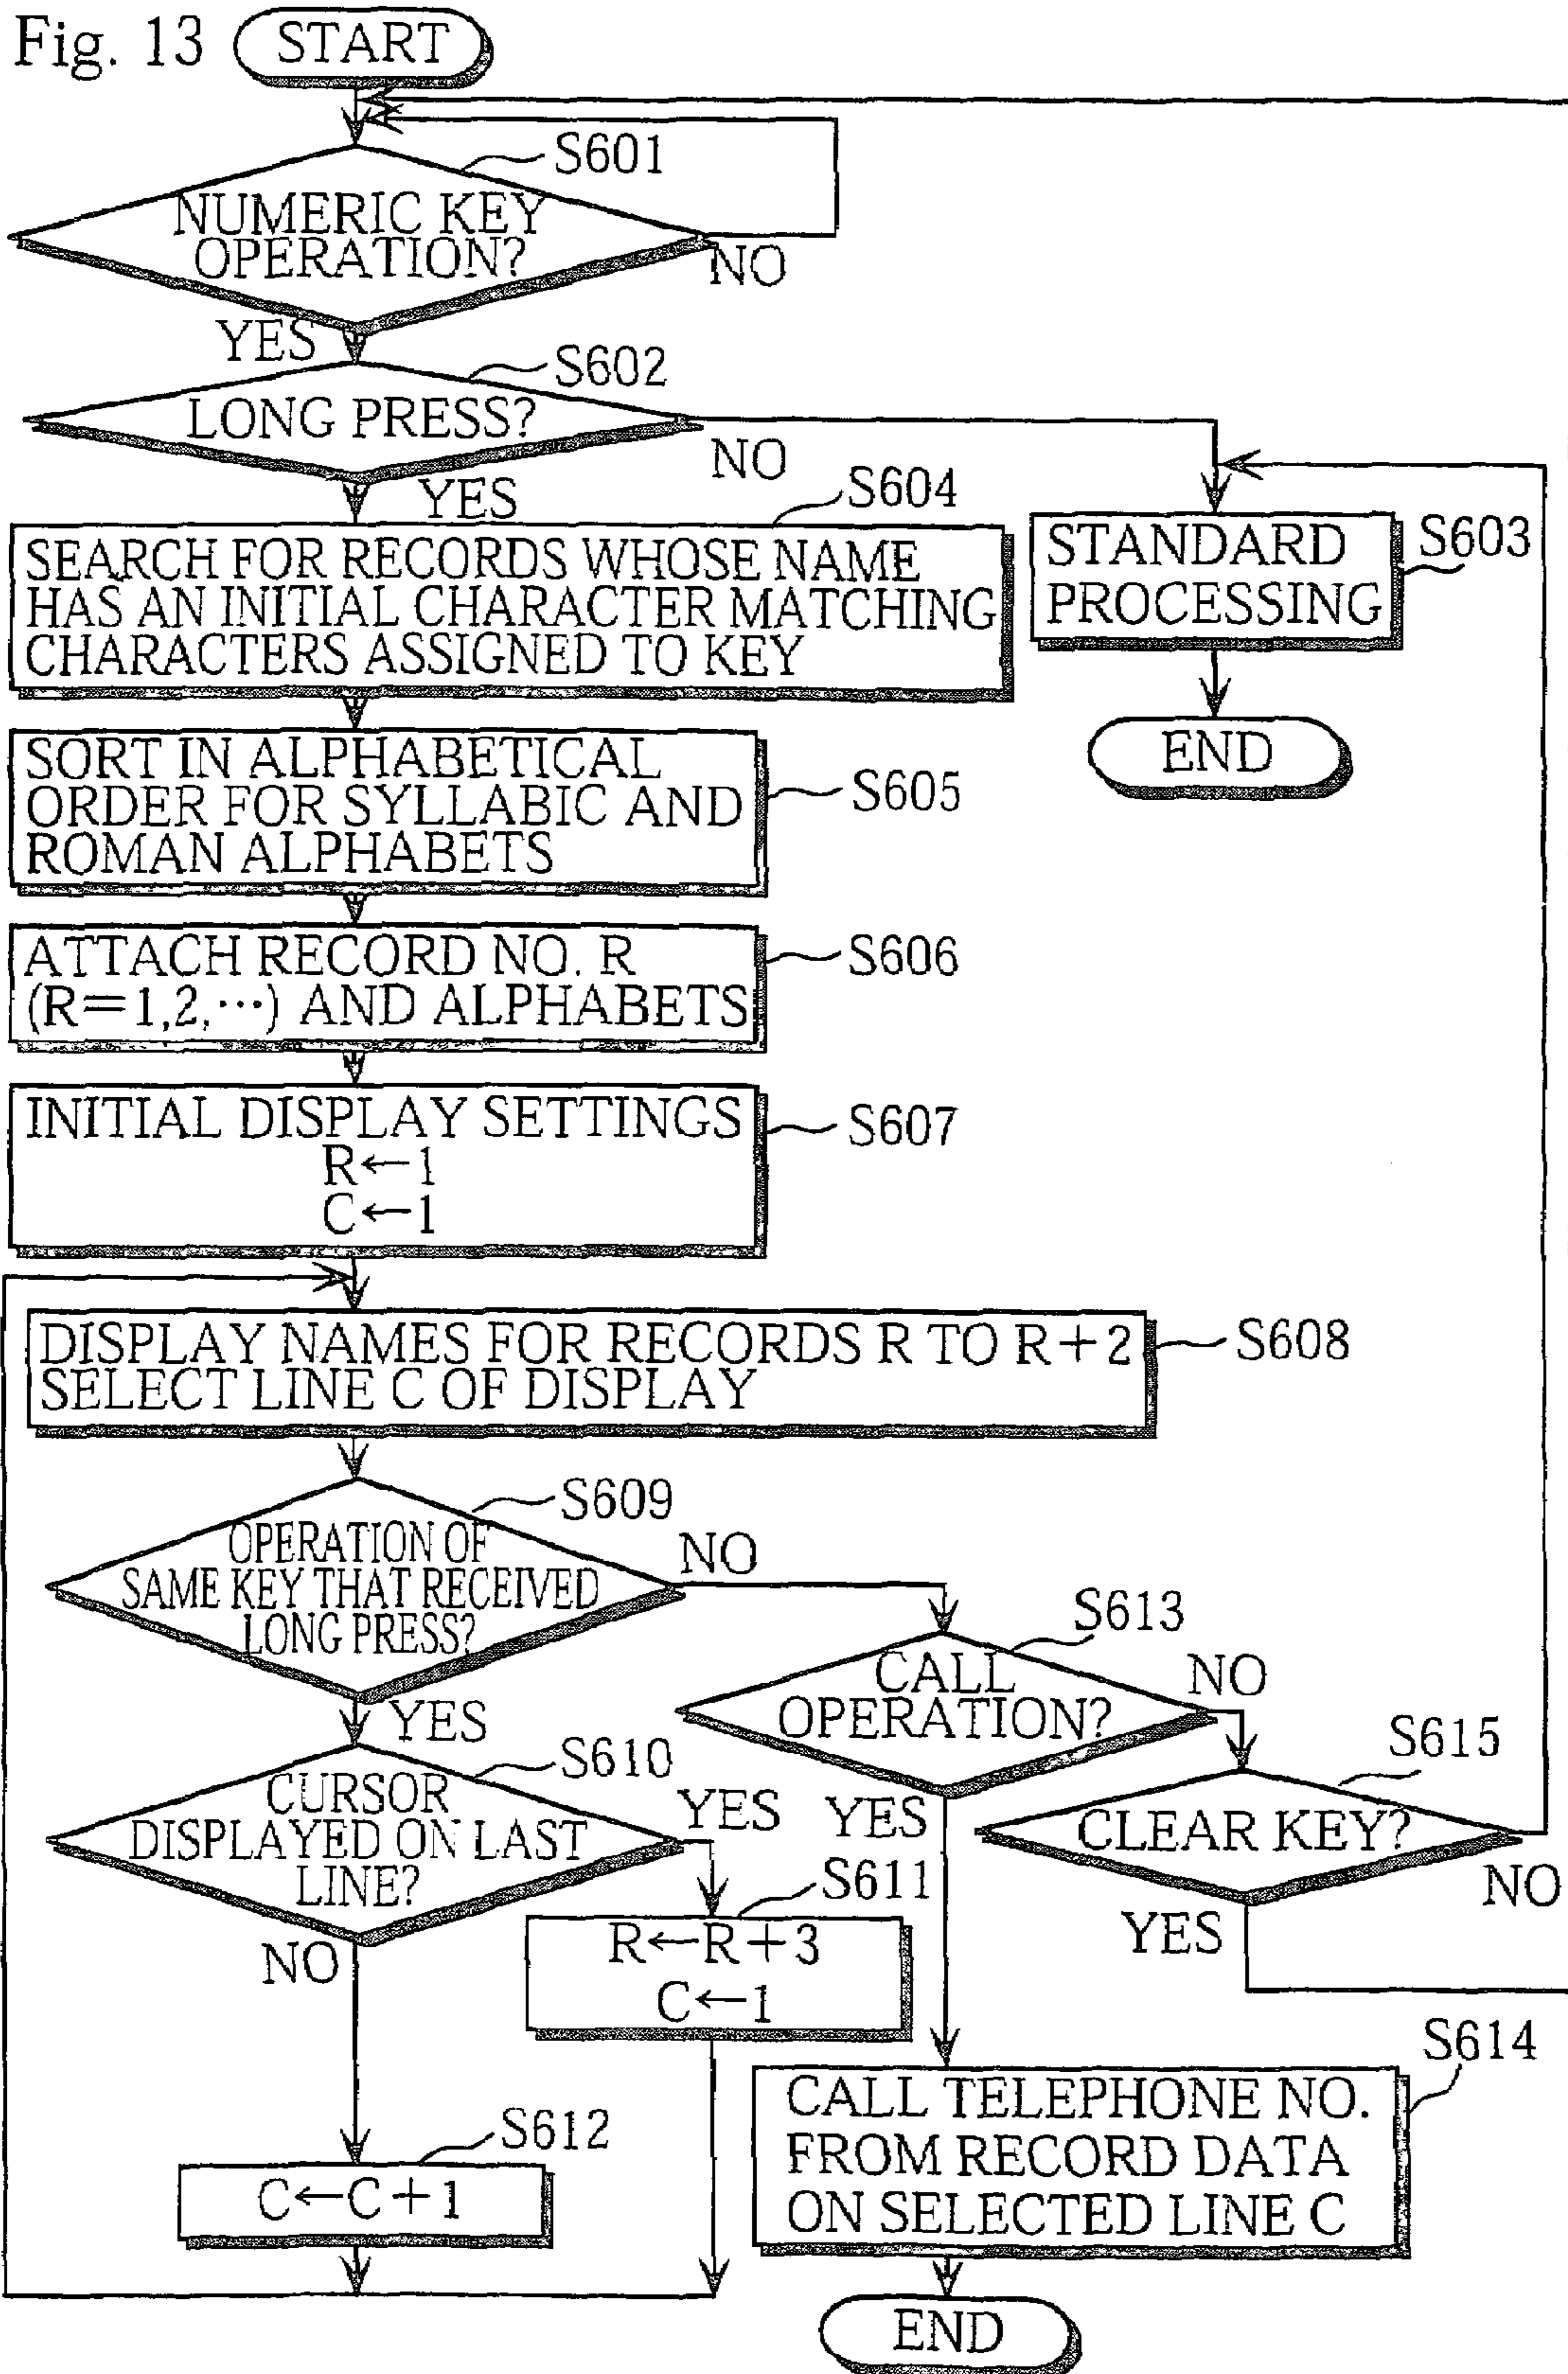 Fig. 13
START
S601
NUMERIC KEY
OPERATION?
NO
YES
S602
LONG PRESS?
NO
YES
S604
SEARCH FOR RECORDS WHOSE NAME
HAS AN INITIAL CHARACTER MATCHING
CHARACTERS ASSIGNED TO KEY
STANDARD
PROCESSING
S603
END
SORT IN ALPHABETICAL
ORDER FOR SYLLABIC AND
ROMAN ALPHABETS
S605
ATTACH RECORD NO. R
(R=1,2,⋯) AND ALPHABETS
S606
INITIAL DISPLAY SETTINGS
R←1
C←1
S607
DISPLAY NAMES FOR RECORDS R TO R+2
SELECT LINE C OF DISPLAY
S608
S609
OPERATION OF
SAME KEY THAT RECEIVED
LONG PRESS?
NO
YES
S613
CALL
OPERATION?
NO
YES
S615
CLEAR KEY?
NO
YES
S610
CURSOR
DISPLAYED ON LAST
LINE?
YES
NO
S611
R←R+3
C←1
S612
C←C+1
S614
CALL TELEPHONE NO.
FROM RECORD DATA
ON SELECTED LINE C
END